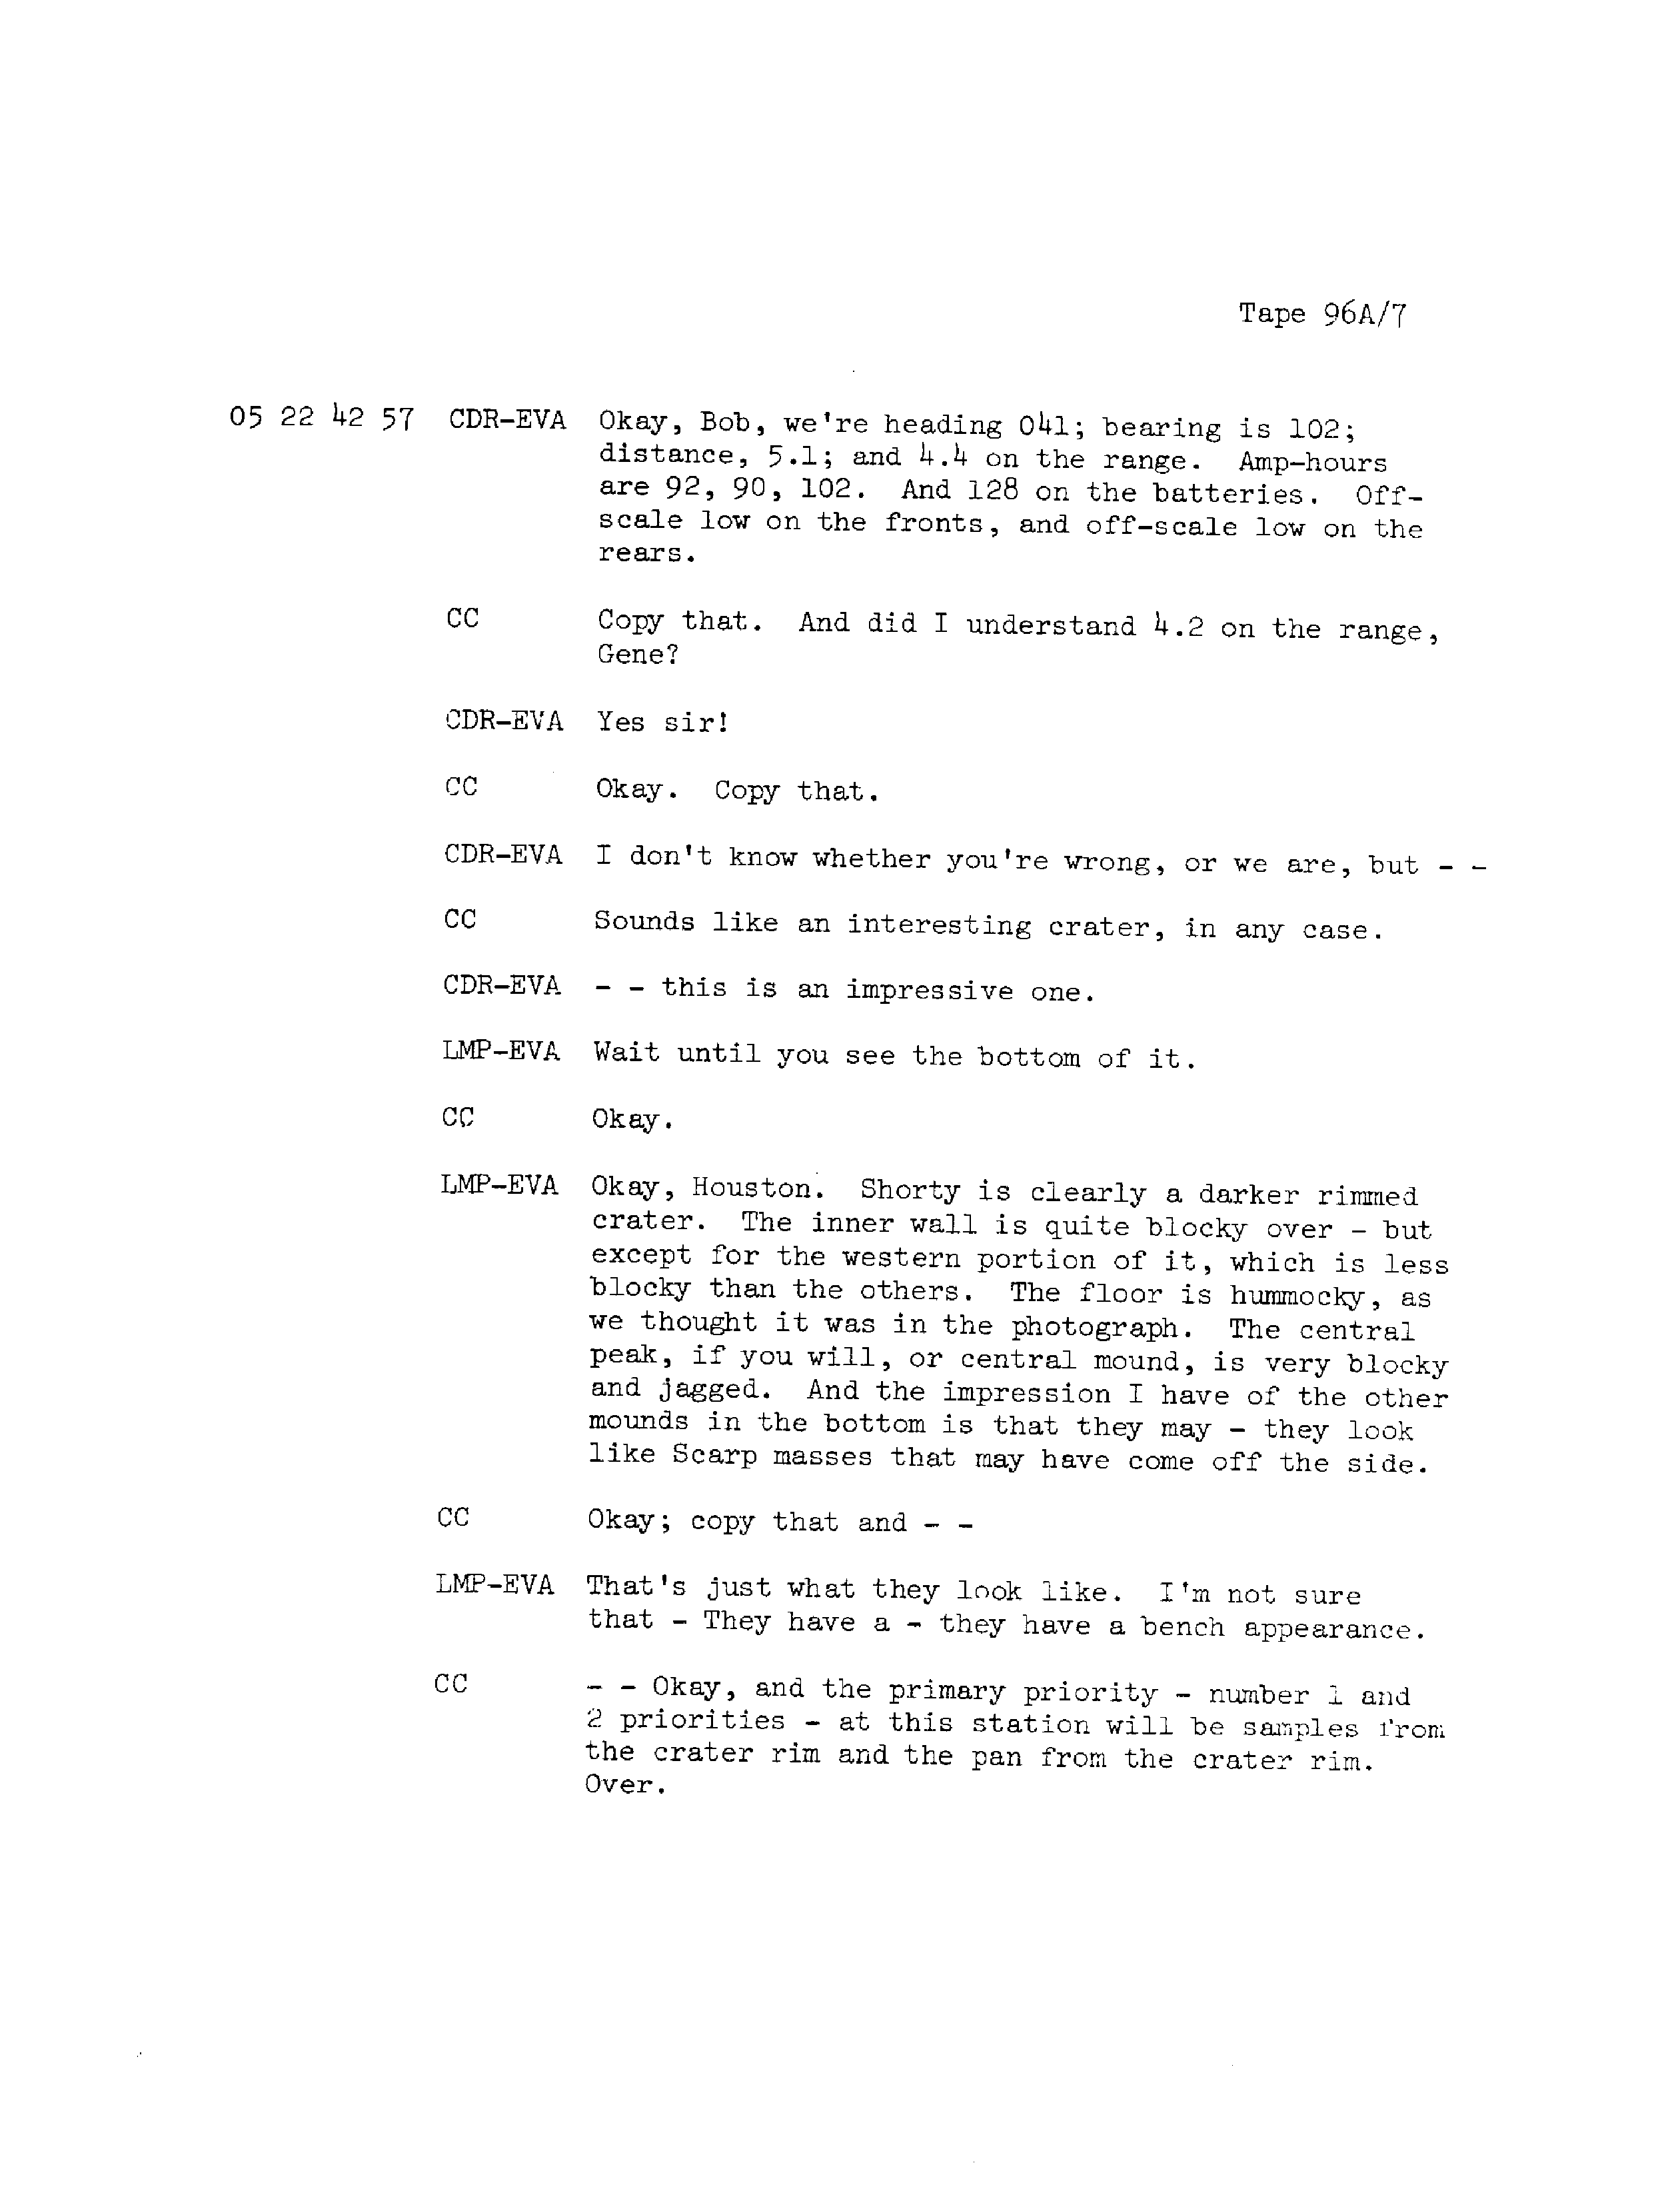 Tape 96A/7
05 22 42 57 CDR-EVA Okay, Bob, we're heading 041; bearing is 102;
distance, 5.1; and 4.4 on the range. Amp-hours
are 92, 90, 102. And 128 on the batteries. Off-
scale low on the fronts, and off-scale low on the
rears.
CC Copy that. And did I understand 4.2 on the range,
Gene?
CDR-EVA Yes sir!
CC Okay. Copy that.
CDR-EVA I don't know whether you're wrong, or we are, but - -
CC Sounds like an interesting crater, in any case.
CDR-EVA - - this is an impressive one.
LMP-EVA Wait until you see the bottom of it.
CC Okay.
LMP-EVA Okay, Houston. Shorty is clearly a darker rimmed
crater. The inner wall is quite blocky over - but
except for the western portion of it, which is less
blocky than the others. The floor is hummocky, as
we thought it was in the photograph. The central
peak, if you will, or central mound, is very blocky
and jagged. And the impression I have of the other
mounds in the bottom is that they may - they look
like Scarp masses that may have come off the side.
CC Okay; copy that and - -
LMP-EVA That's just what they look like. I'm not sure
that - They have a - they have a bench appearance.
CC - - Okay, and the primary priority - number 1 and
2 priorities - at this station will be samples from
the crater rim and the pan from the crater rim.
Over.